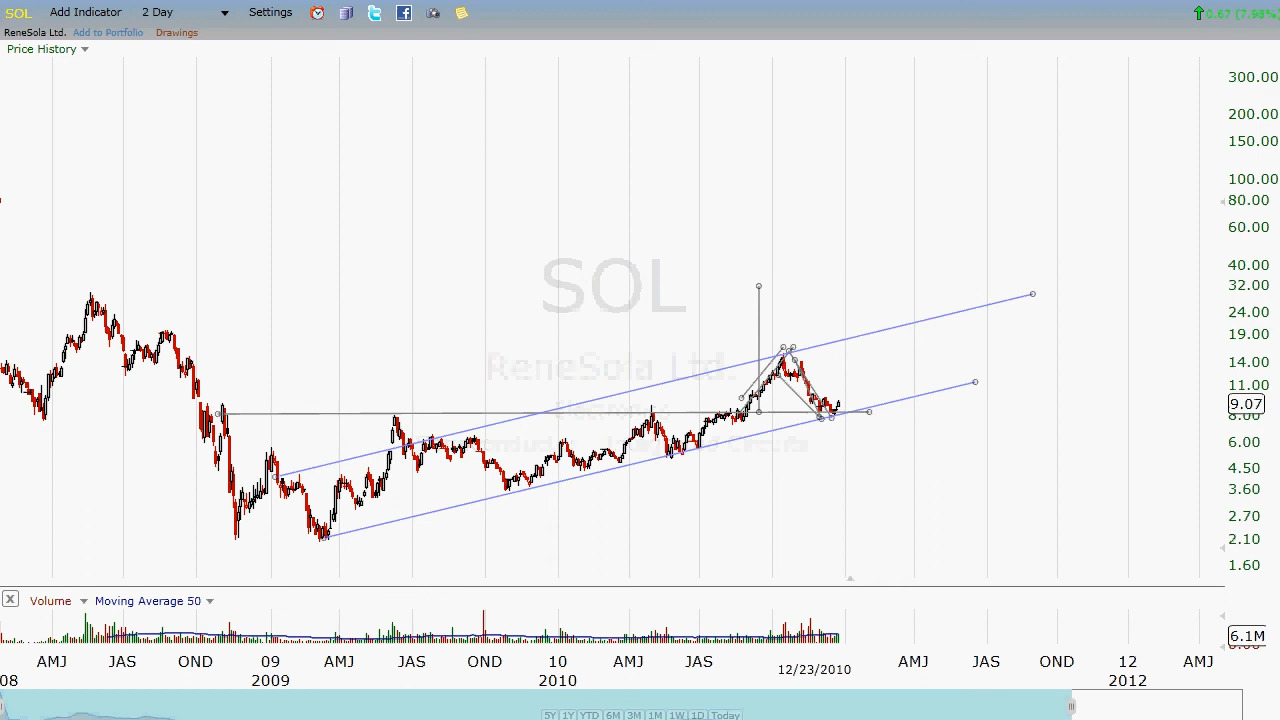 SOL Add Indicator 2 Day Settings 0.67 (7.98%
ReneSola Ltd. Add to Portfolio Drawings
Price History
300.00
200.00
150.00
100.00
80.00
60.00
40.00
SOL
32.00
24.00
19.00
ReneSola Ltd.
14.00
11.00
9.07
8.00
6.00
4.50
3.60
2.70
2.10
1.60
X Volume Moving Average 50
6.1M
AMJ JAS OND 09 AMJ JAS OND 10 AMJ JAS 12/23/2010 AMJ JAS OND 12 AMJ
08 2009 2010 2012
5Y 1Y YTD 6M 3M 1M 1W 1D Today